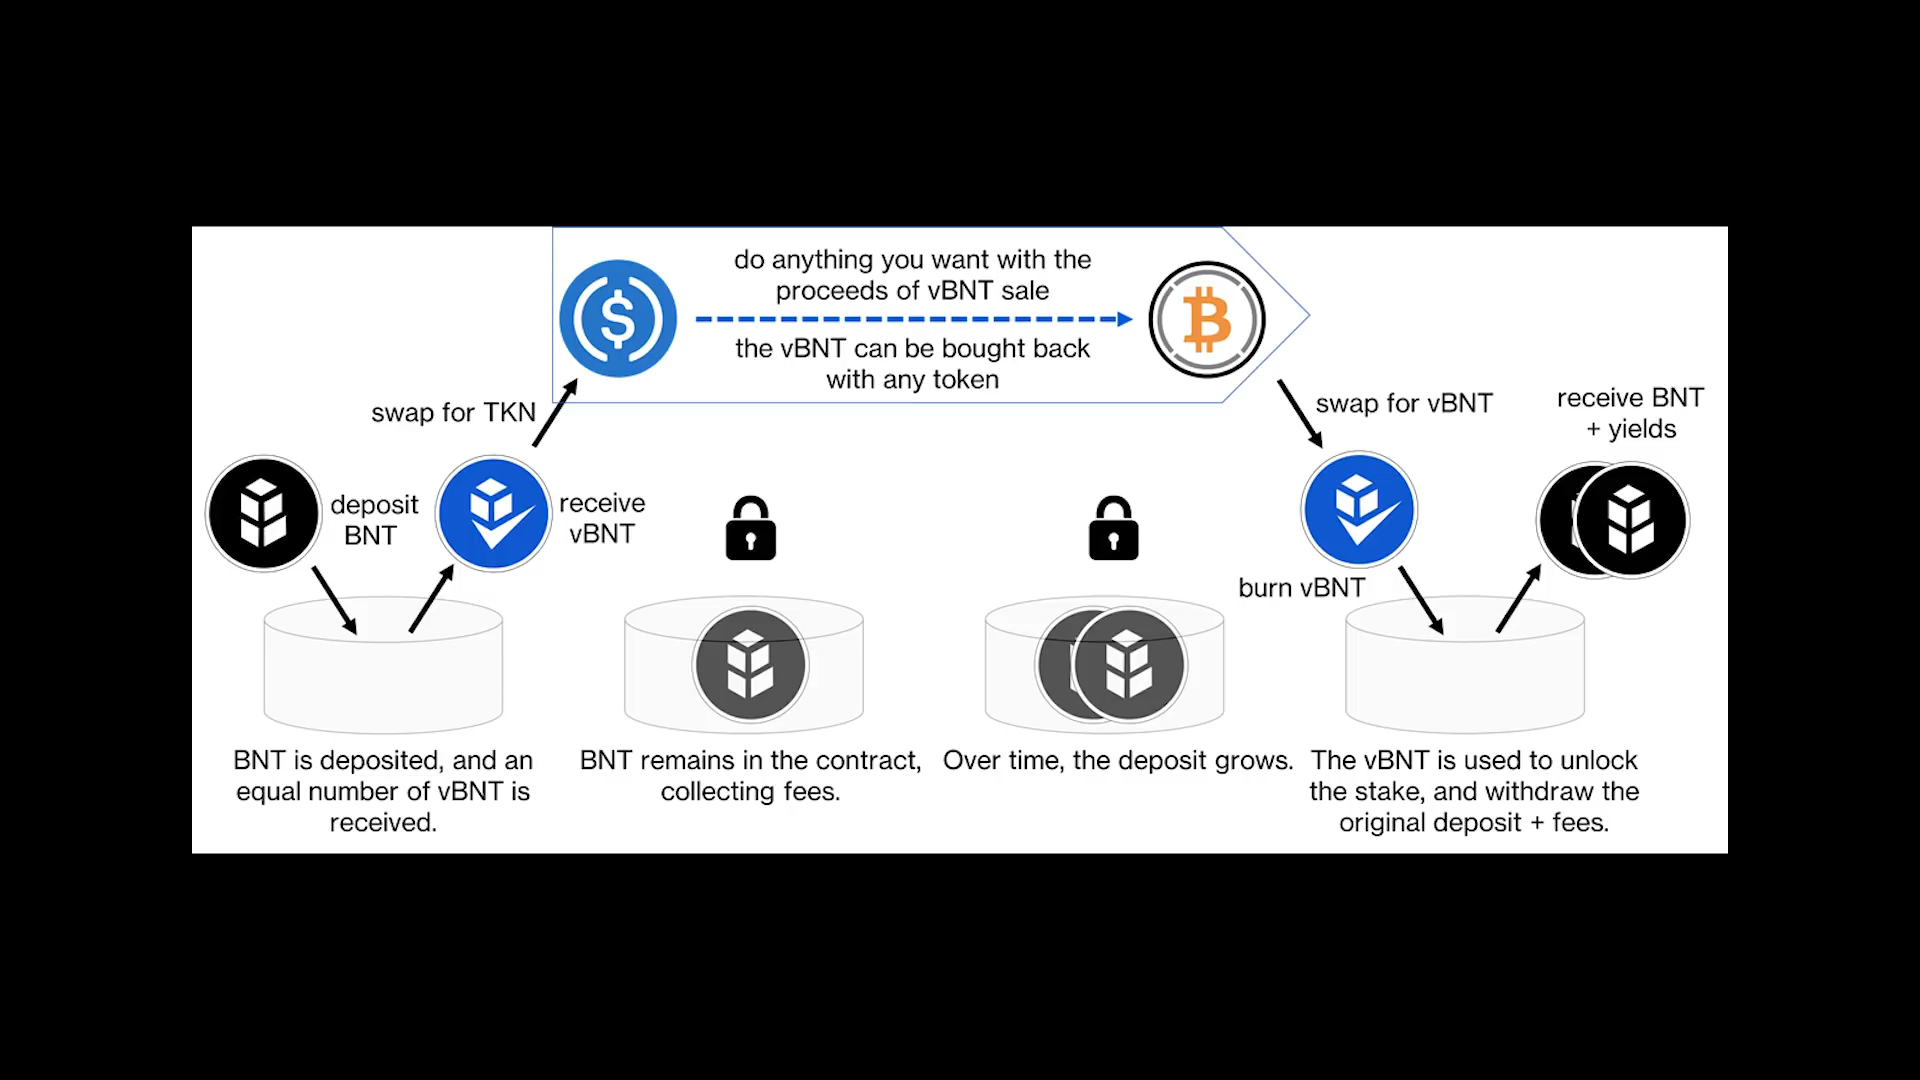 do anything you want with the
proceeds of vBNT sale
the vBNT can be bought back
with any token
swap for TKN
swap for vBNT
receive BNT
+ yields
deposit
BNT
receive
vBNT
burn vBNT
BNT is deposited, and an
equal number of vBNT is
received.
BNT remains in the contract,
collecting fees.
Over time, the deposit grows.
The vBNT is used to unlock
the stake, and withdraw the
original deposit + fees.